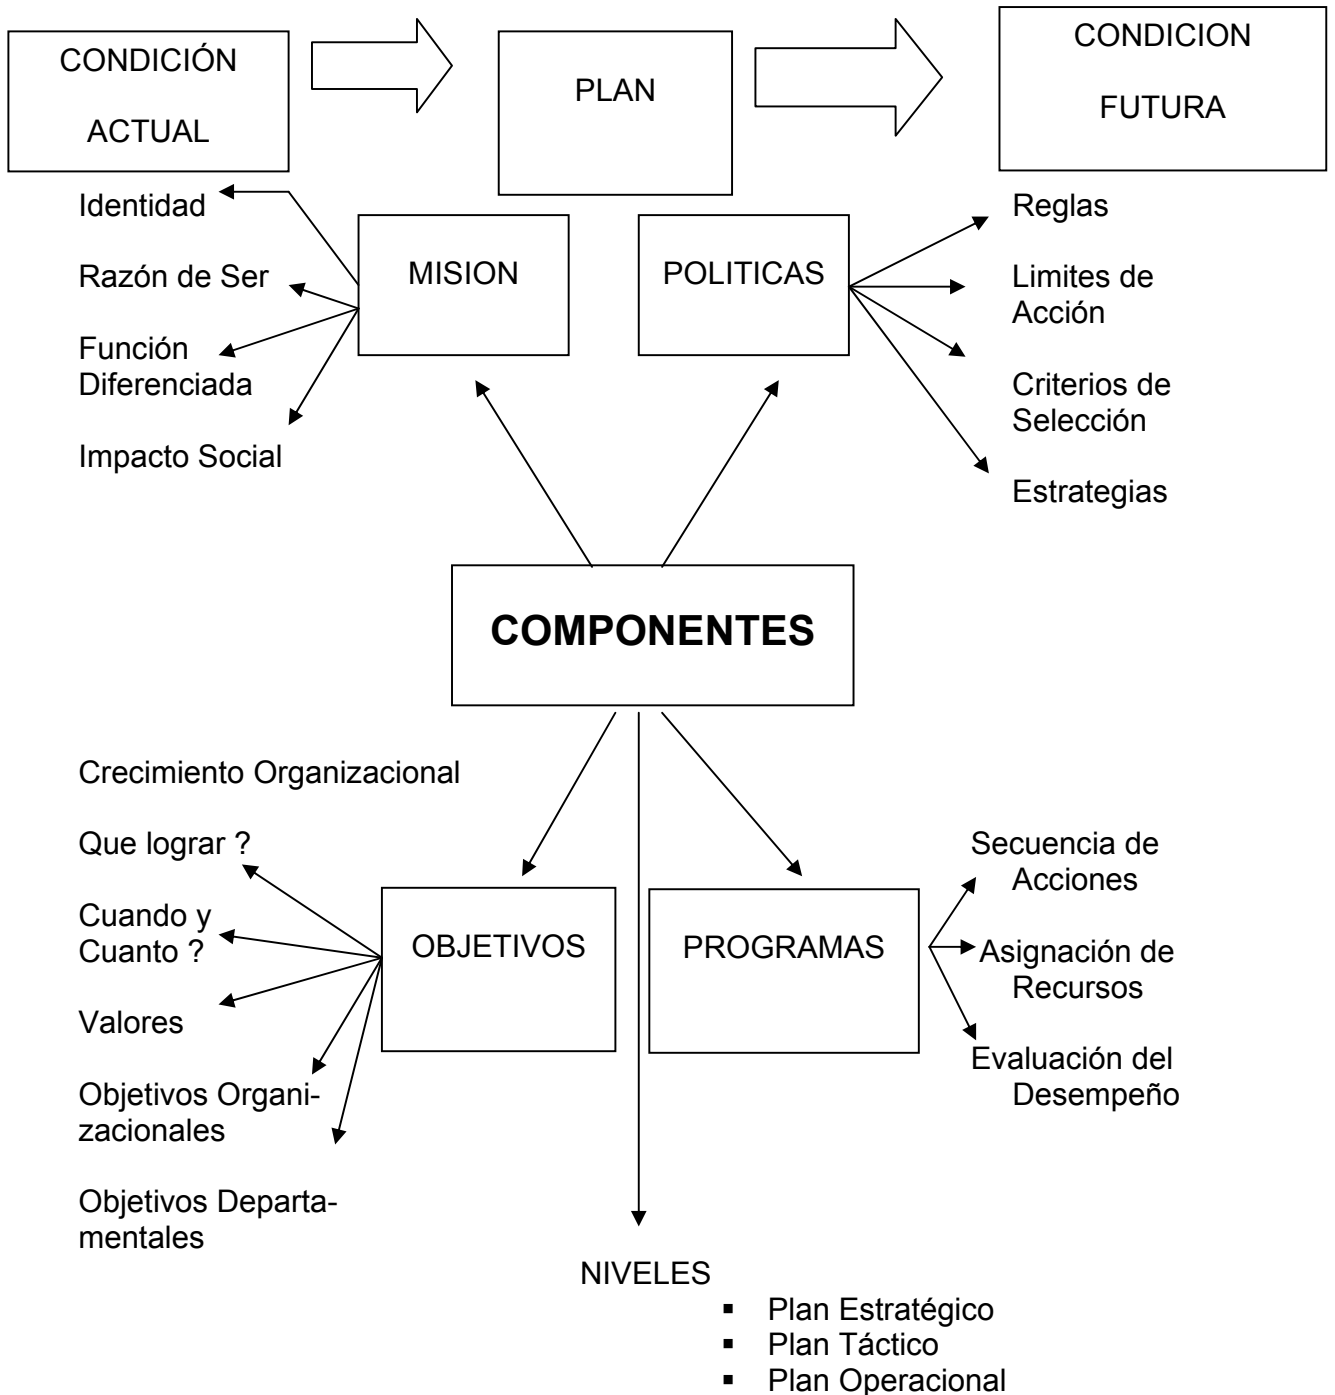 CONDICIÓN
ACTUAL
PLAN
CONDICION
FUTURA
Identidad
Razón de Ser
Función
Diferenciada
Impacto Social
MISION
POLITICAS
Reglas
Limites de
Acción
Criterios de
Selección
Estrategias
COMPONENTES
Crecimiento Organizacional
Que lograr ?
Cuando y
Cuanto ?
Valores
Objetivos Organi-
zacionales
Objetivos Departa-
mentales
OBJETIVOS
PROGRAMAS
Secuencia de
Acciones
Asignación de
Recursos
Evaluación del
Desempeño
NIVELES
▪ Plan Estratégico
▪ Plan Táctico
▪ Plan Operacional